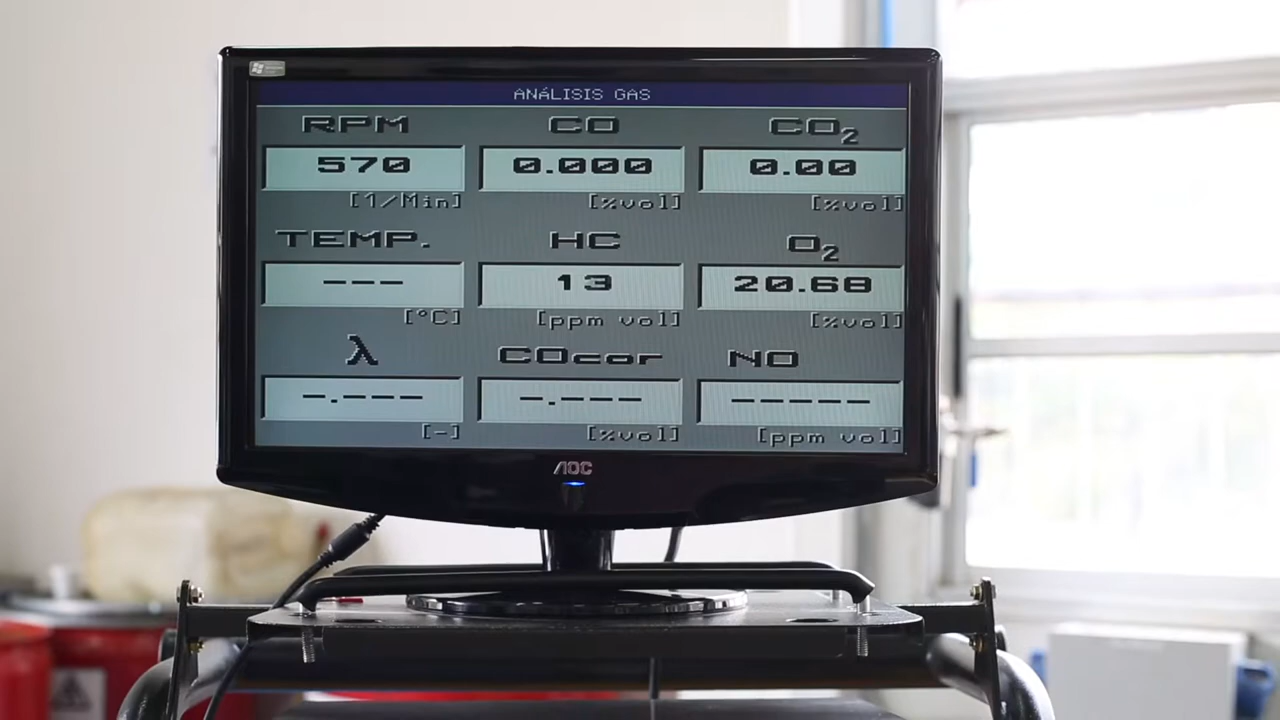 ANÁLISIS GAS
RPM CO CO₂
570 0.000 0.00
[1/Min] [%vol] [%vol]
TEMP. HC O₂
--- 13 20.68
[°C] [ppm vol] [%vol]
λ COcor NO
-.--- -.--- -----
[-] [%vol] [ppm vol]
AOC